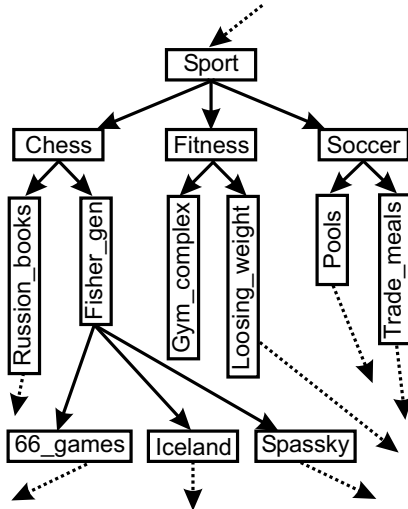 Sport
Chess
Fitness
Soccer
Russion_books
Fisher_gen
Gym_complex
Loosing_weight
Pools
Trade_meals
66_games
Iceland
Spassky